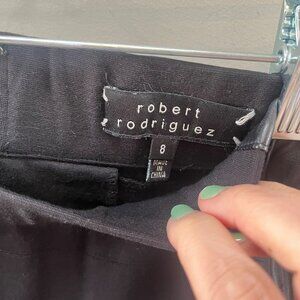 robert
rodriguez
8
MADE IN
CHINA